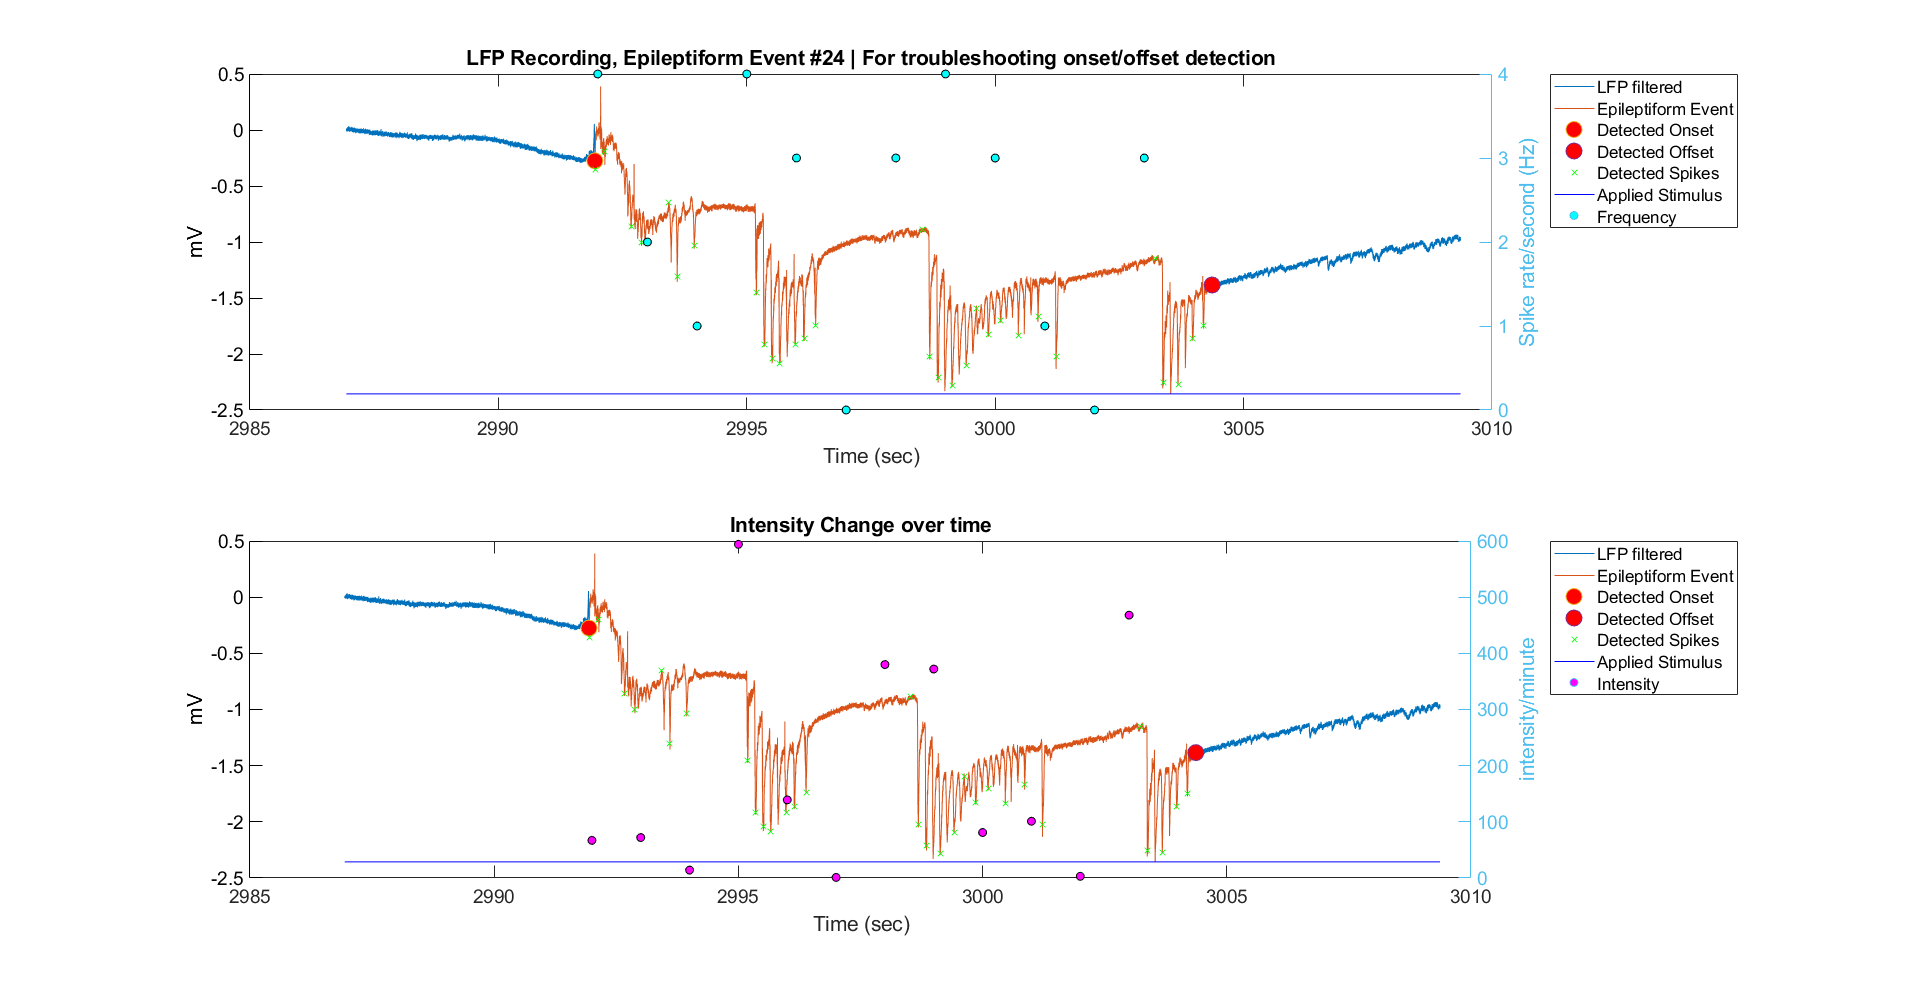 LFP Recording, Epileptiform Event #24 | For troubleshooting onset/offset detection
0.5
0
-0.5
-1
-1.5
-2
-2.5
mV
2985
2990
2995
3000
3005
3010
Time (sec)
4
3
2
1
0
Spike rate/second (Hz)
LFP filtered
Epileptiform Event
Detected Onset
Detected Offset
Detected Spikes
Applied Stimulus
Frequency
Intensity Change over time
0.5
0
-0.5
-1
-1.5
-2
-2.5
mV
2985
2990
2995
3000
3005
3010
Time (sec)
600
500
400
300
200
100
0
intensity/minute
LFP filtered
Epileptiform Event
Detected Onset
Detected Offset
Detected Spikes
Applied Stimulus
Intensity